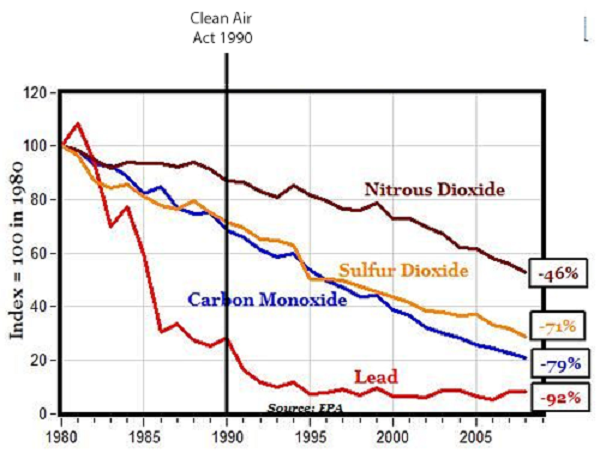 Clean Air
Act 1990
Index = 100 in 1980
120
100
80
60
40
20
0
Nitrous Dioxide
Sulfur Dioxide
Carbon Monoxide
Lead
-46%
-71%
-79%
-92%
Source: EPA
1980
1985
1990
1995
2000
2005